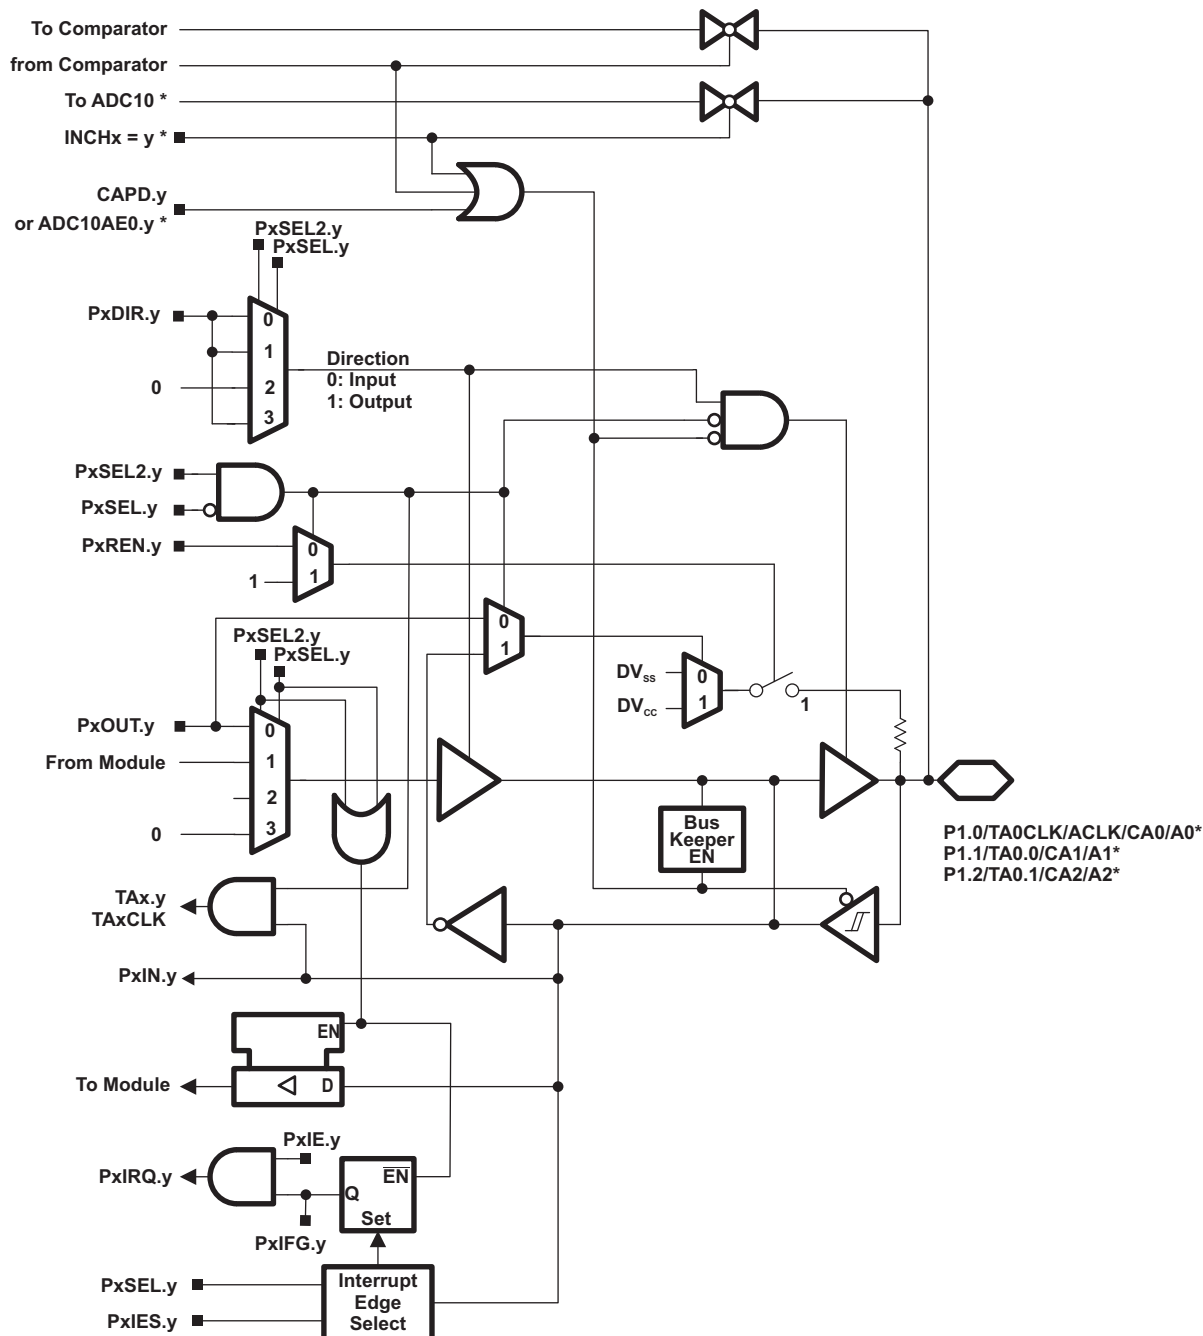 To Comparator
from Comparator
To ADC10 *
INCHx = y *
CAPD.y
or ADC10AE0.y *
PxSEL2.y
PxSEL.y
PxDIR.y
0
1
0
2
3
Direction
0: Input
1: Output
PxSEL2.y
PxSEL.y
PxREN.y
0
1
1
0
1
PxSEL2.y
PxSEL.y
DVSS
DVCC
0
1
1
PxOUT.y
0
From Module
1
2
0
3
Bus
Keeper
EN
P1.0/TA0CLK/ACLK/CA0/A0*
P1.1/TA0.0/CA1/A1*
P1.2/TA0.1/CA2/A2*
TAx.y
TAxCLK
PxIN.y
EN
To Module
D
PxIE.y
PxIRQ.y
EN
Q
Set
PxIFG.y
PxSEL.y
PxIES.y
Interrupt
Edge
Select